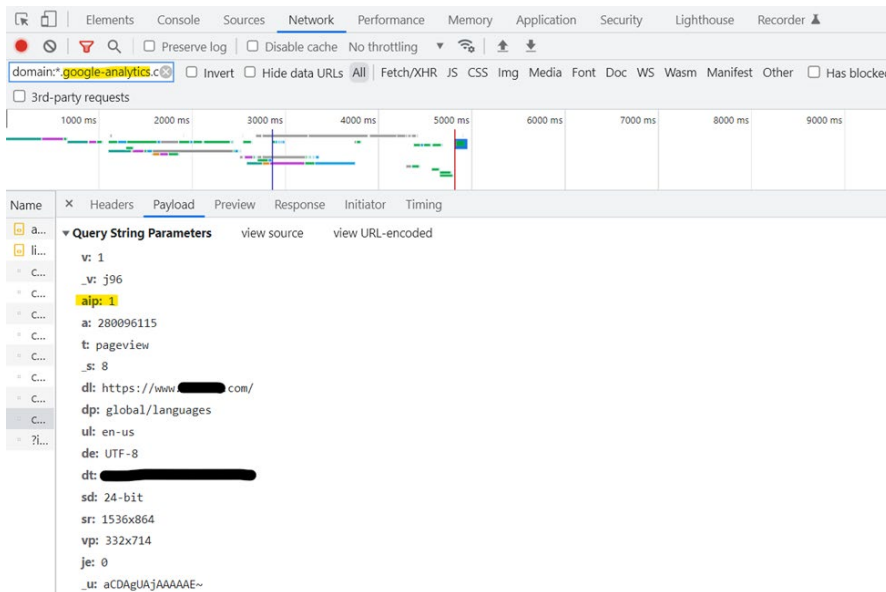 Elements Console Sources Network Performance Memory Application Security Lighthouse Recorder
Preserve log Disable cache No throttling
domain:*.google-analytics.c Invert Hide data URLs All Fetch/XHR JS CSS Img Media Font Doc WS Wasm Manifest Other Has blocked
3rd-party requests
1000 ms 2000 ms 3000 ms 4000 ms 5000 ms 6000 ms 7000 ms 8000 ms 9000 ms
Name × Headers Payload Preview Response Initiator Timing
a... ▼ Query String Parameters view source view URL-encoded
li...
v: 1
c... _v: j96
c... aip: 1
c... a: 280096115
c... t: pageview
c... _s: 8
c... dl: https://www. .com/
c... dp: global/languages
c... ul: en-us
?i... de: UTF-8
dt:
sd: 24-bit
sr: 1536x864
vp: 332x714
je: 0
_u: aCDAgUAjAAAAAE~